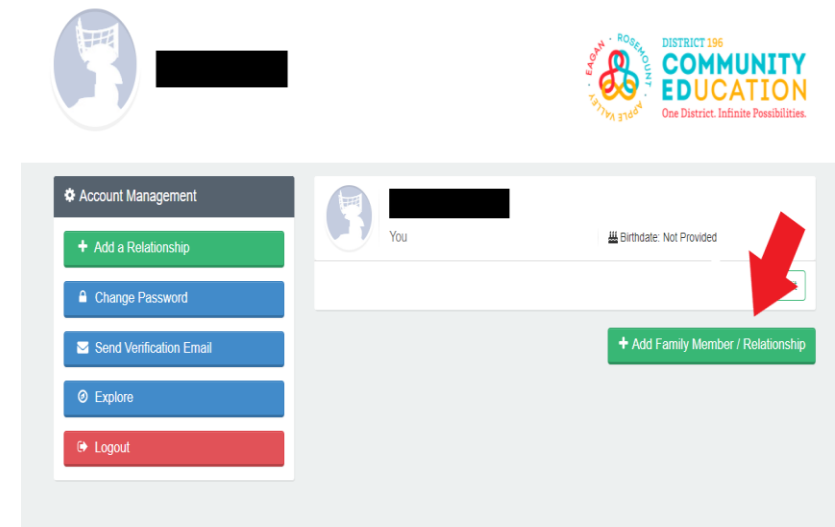 EAGAN · ROSEMOUNT · APPLE VALLEY ·
DISTRICT 196
COMMUNITY
EDUCATION
One District. Infinite Possibilities.
Account Management
Add a Relationship
Change Password
Send Verification Email
Explore
Logout
You
Birthdate: Not Provided
+ Add Family Member / Relationship